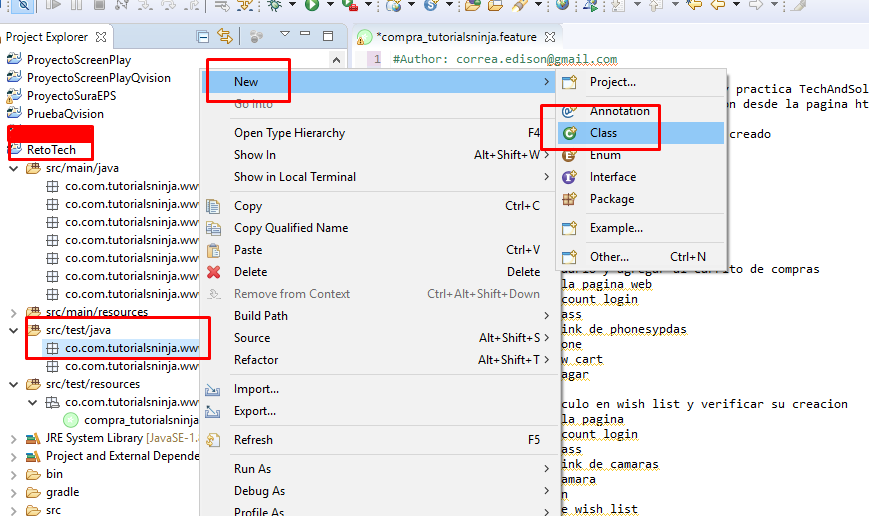 Project Explorer
*compra_tutorialsninja.feature
ProyectoScreenPlay
ProyectoScreenPlayQvision
ProyectoSuraEPS
PruebaQvision
RetoTech
src/main/java
co.com.tutorialsninja.ww
co.com.tutorialsninja.ww
co.com.tutorialsninja.ww
co.com.tutorialsninja.ww
co.com.tutorialsninja.ww
co.com.tutorialsninja.ww
co.com.tutorialsninja.ww
src/main/resources
src/test/java
co.com.tutorialsninja.ww
co.com.tutorialsninja.ww
src/test/resources
co.com.tutorialsninja.ww
compra_tutorialsninja
JRE System Library [JavaSE-1.
Project and External Depende
bin
gradle
src
New
Go Into
Open Type Hierarchy F4
Show In Alt+Shift+W
Show in Local Terminal
Copy Ctrl+C
Copy Qualified Name
Paste Ctrl+V
Delete Delete
Remove from Context Ctrl+Alt+Shift+Down
Build Path
Source Alt+Shift+S
Refactor Alt+Shift+T
Import...
Export...
Refresh F5
Run As
Debug As
Profile As
Project...
Annotation
Class
Enum
Interface
Package
Example...
Other... Ctrl+N
1 #Author: correa.edison@gmail.com
y practica TechAndSol
on desde la pagina ht
creado
uario y agregar al carrito de compras
la pagina web
count login
ass
ink de phonesypdas
one
w cart
agar
culo en wish list y verificar su creacion
la pagina
count login
ass
ink de camaras
amara
n
e wish list